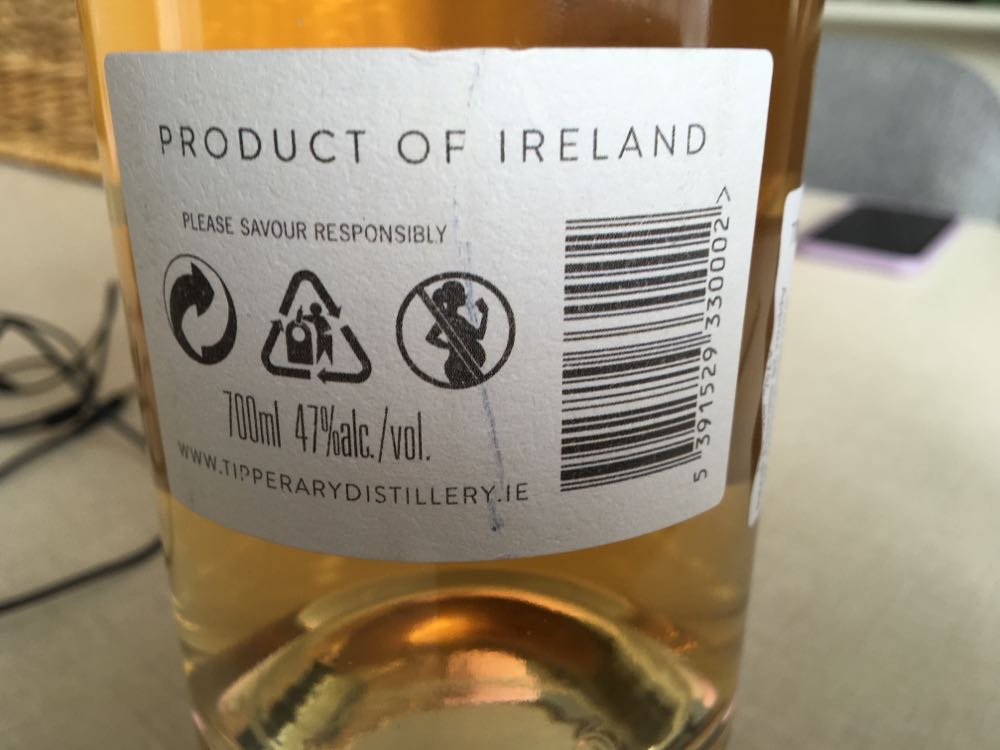 PRODUCT OF IRELAND
PLEASE SAVOUR RESPONSIBLY
700ml 47%alc./vol.
WWW.TIPPERARYDISTILLERY.IE
5 391529 330002 >